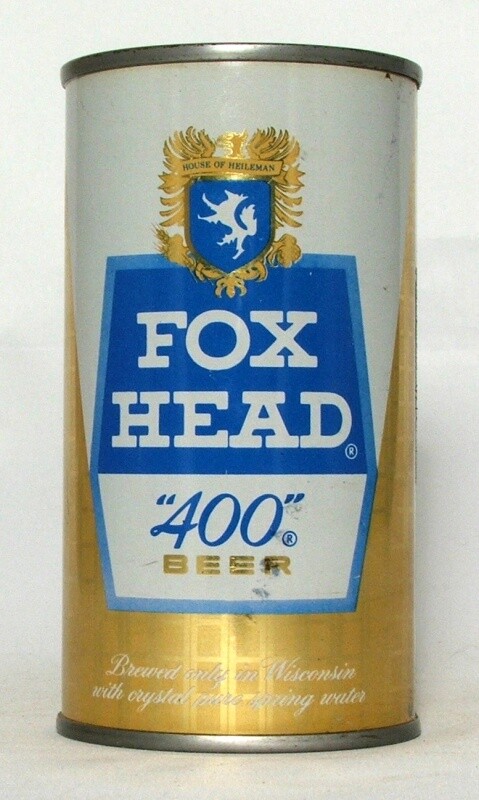 HOUSE OF HEILEMAN
FOX
HEAD®
"400"®
BEER
Brewed only in Wisconsin
with crystal pure spring water